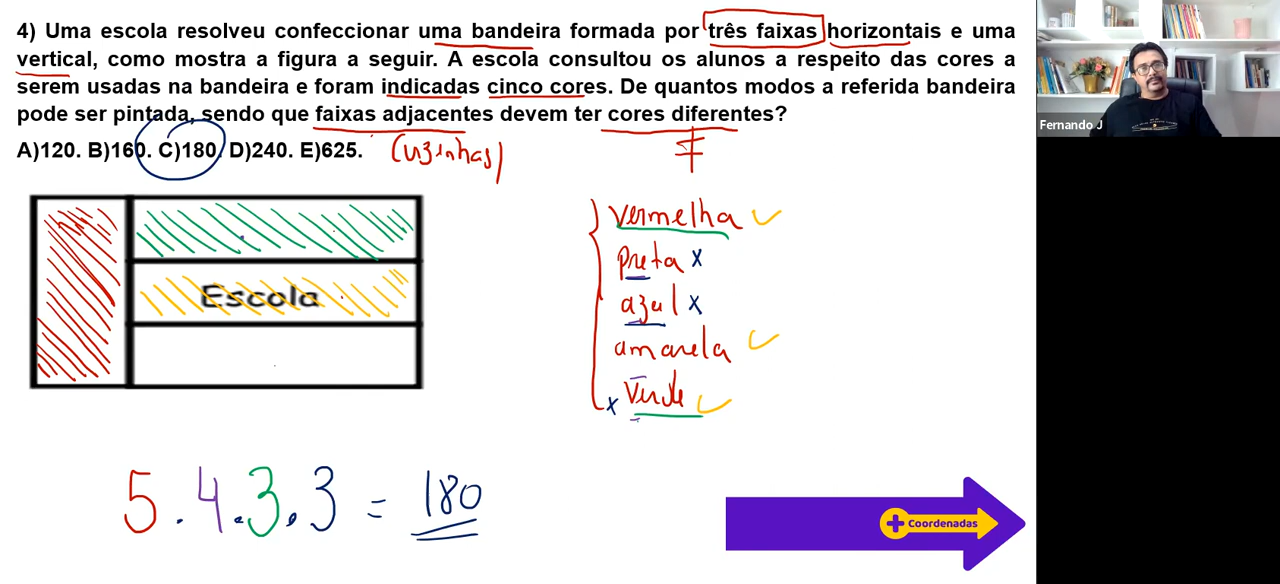 4) Uma escola resolveu confeccionar uma bandeira formada por três faixas horizontais e uma
vertical, como mostra a figura a seguir. A escola consultou os alunos a respeito das cores a
serem usadas na bandeira e foram indicadas cinco cores. De quantos modos a referida bandeira
pode ser pintada, sendo que faixas adjacentes devem ter cores diferentes?
A)120. B)160. C)180. D)240. E)625.
(vizinhas)
≠
Escola
vermelha ✓
preta x
azul x
amarela ✓
x Verde ✓
5 . 4 . 3 . 3 = 180
+ Coordenadas
Fernando J